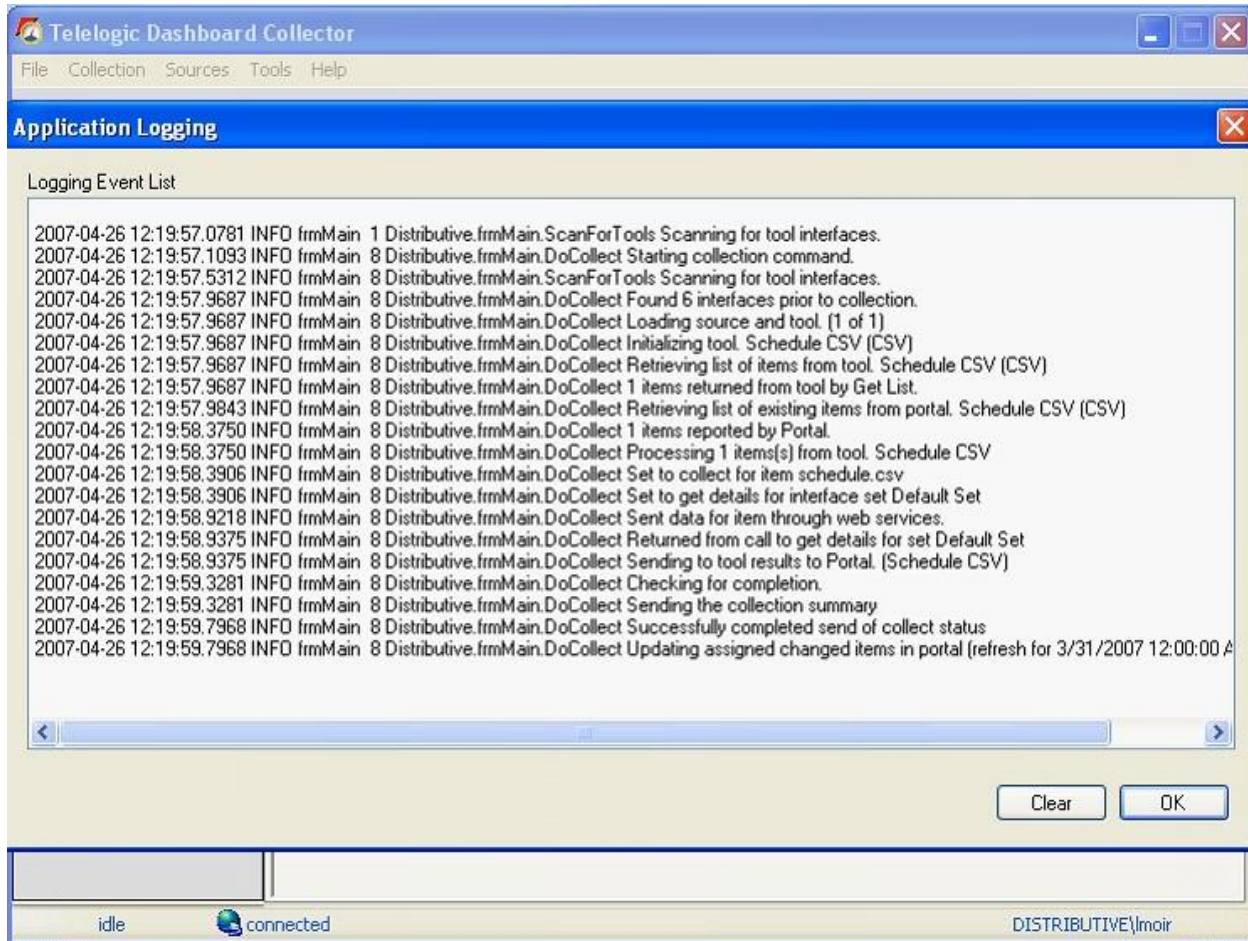 Telelogic Dashboard Collector
File Collection Sources Tools Help
Application Logging
Logging Event List
2007-04-26 12:19:57.0781 INFO frmMain 1 Distributive.frmMain.ScanForTools Scanning for tool interfaces.
2007-04-26 12:19:57.1093 INFO frmMain 8 Distributive.frmMain.DoCollect Starting collection command.
2007-04-26 12:19:57.5312 INFO frmMain 8 Distributive.frmMain.ScanForTools Scanning for tool interfaces.
2007-04-26 12:19:57.9687 INFO frmMain 8 Distributive.frmMain.DoCollect Found 6 interfaces prior to collection.
2007-04-26 12:19:57.9687 INFO frmMain 8 Distributive.frmMain.DoCollect Loading source and tool. (1 of 1)
2007-04-26 12:19:57.9687 INFO frmMain 8 Distributive.frmMain.DoCollect Initializing tool. Schedule CSV (CSV)
2007-04-26 12:19:57.9687 INFO frmMain 8 Distributive.frmMain.DoCollect Retrieving list of items from tool. Schedule CSV (CSV)
2007-04-26 12:19:57.9687 INFO frmMain 8 Distributive.frmMain.DoCollect 1 items returned from tool by Get List.
2007-04-26 12:19:57.9843 INFO frmMain 8 Distributive.frmMain.DoCollect Retrieving list of existing items from portal. Schedule CSV (CSV)
2007-04-26 12:19:58.3750 INFO frmMain 8 Distributive.frmMain.DoCollect 1 items reported by Portal.
2007-04-26 12:19:58.3750 INFO frmMain 8 Distributive.frmMain.DoCollect Processing 1 items(s) from tool. Schedule CSV
2007-04-26 12:19:58.3906 INFO frmMain 8 Distributive.frmMain.DoCollect Set to collect for item schedule.csv
2007-04-26 12:19:58.3906 INFO frmMain 8 Distributive.frmMain.DoCollect Set to get details for interface set Default Set
2007-04-26 12:19:58.9218 INFO frmMain 8 Distributive.frmMain.DoCollect Sent data for item through web services.
2007-04-26 12:19:58.9375 INFO frmMain 8 Distributive.frmMain.DoCollect Returned from call to get details for set Default Set
2007-04-26 12:19:58.9375 INFO frmMain 8 Distributive.frmMain.DoCollect Sending to tool results to Portal. (Schedule CSV)
2007-04-26 12:19:59.3281 INFO frmMain 8 Distributive.frmMain.DoCollect Checking for completion.
2007-04-26 12:19:59.3281 INFO frmMain 8 Distributive.frmMain.DoCollect Sending the collection summary
2007-04-26 12:19:59.7968 INFO frmMain 8 Distributive.frmMain.DoCollect Successfully completed send of collect status
2007-04-26 12:19:59.7968 INFO frmMain 8 Distributive.frmMain.DoCollect Updating assigned changed items in portal (refresh for 3/31/2007 12:00:00 A
Clear OK
idle connected DISTRIBUTIVE\lmoir